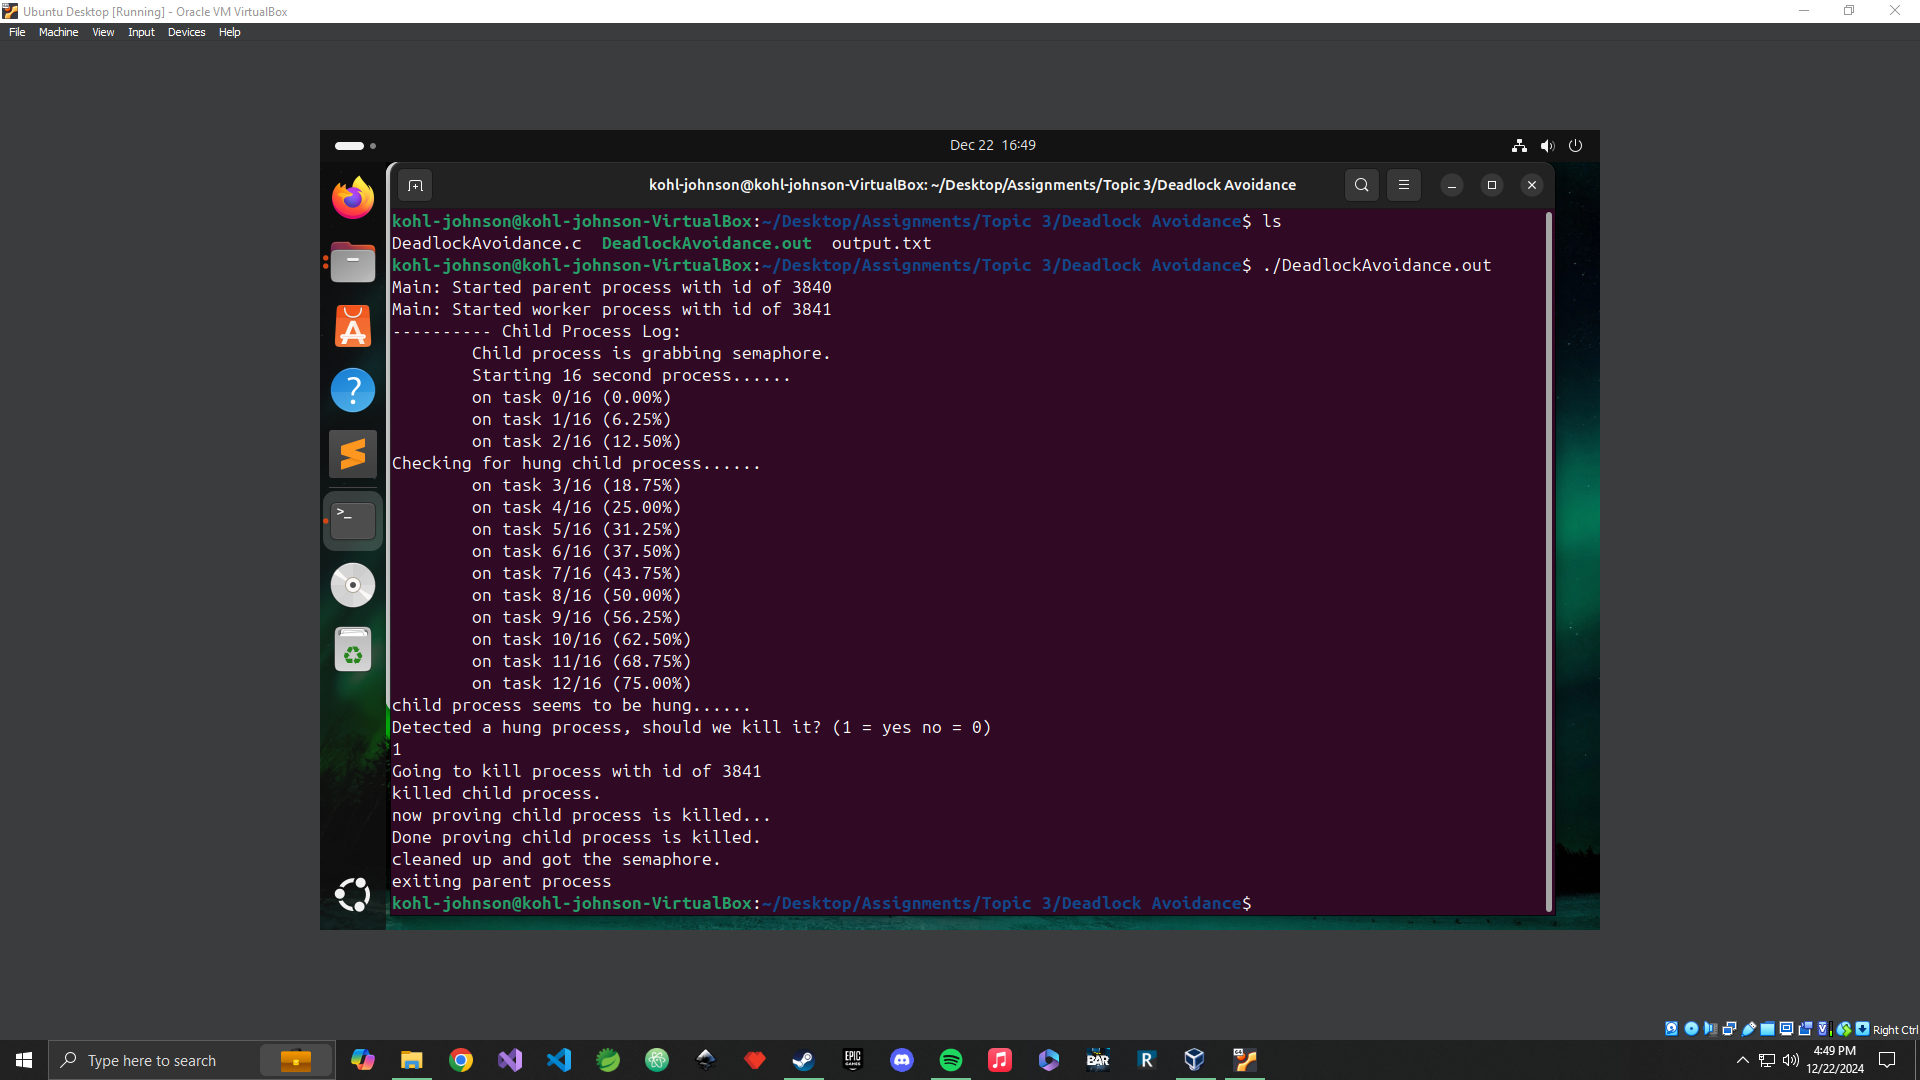 Ubuntu Desktop [Running] - Oracle VM VirtualBox
File Machine View Input Devices Help
Dec 22 16:49
kohl-johnson@kohl-johnson-VirtualBox: ~/Desktop/Assignments/Topic 3/Deadlock Avoidance
kohl-johnson@kohl-johnson-VirtualBox:~/Desktop/Assignments/Topic 3/Deadlock Avoidance$ ls
DeadlockAvoidance.c  DeadlockAvoidance.out  output.txt
kohl-johnson@kohl-johnson-VirtualBox:~/Desktop/Assignments/Topic 3/Deadlock Avoidance$ ./DeadlockAvoidance.out
Main: Started parent process with id of 3840
Main: Started worker process with id of 3841
---------- Child Process Log:
        Child process is grabbing semaphore.
        Starting 16 second process......
        on task 0/16 (0.00%)
        on task 1/16 (6.25%)
        on task 2/16 (12.50%)
Checking for hung child process......
        on task 3/16 (18.75%)
        on task 4/16 (25.00%)
        on task 5/16 (31.25%)
        on task 6/16 (37.50%)
        on task 7/16 (43.75%)
        on task 8/16 (50.00%)
        on task 9/16 (56.25%)
        on task 10/16 (62.50%)
        on task 11/16 (68.75%)
        on task 12/16 (75.00%)
child process seems to be hung......
Detected a hung process, should we kill it? (1 = yes no = 0)
1
Going to kill process with id of 3841
killed child process.
now proving child process is killed...
Done proving child process is killed.
cleaned up and got the semaphore.
exiting parent process
kohl-johnson@kohl-johnson-VirtualBox:~/Desktop/Assignments/Topic 3/Deadlock Avoidance$
Right Ctrl
Type here to search
EPIC GAMES
BAR
R
4:49 PM
12/22/2024